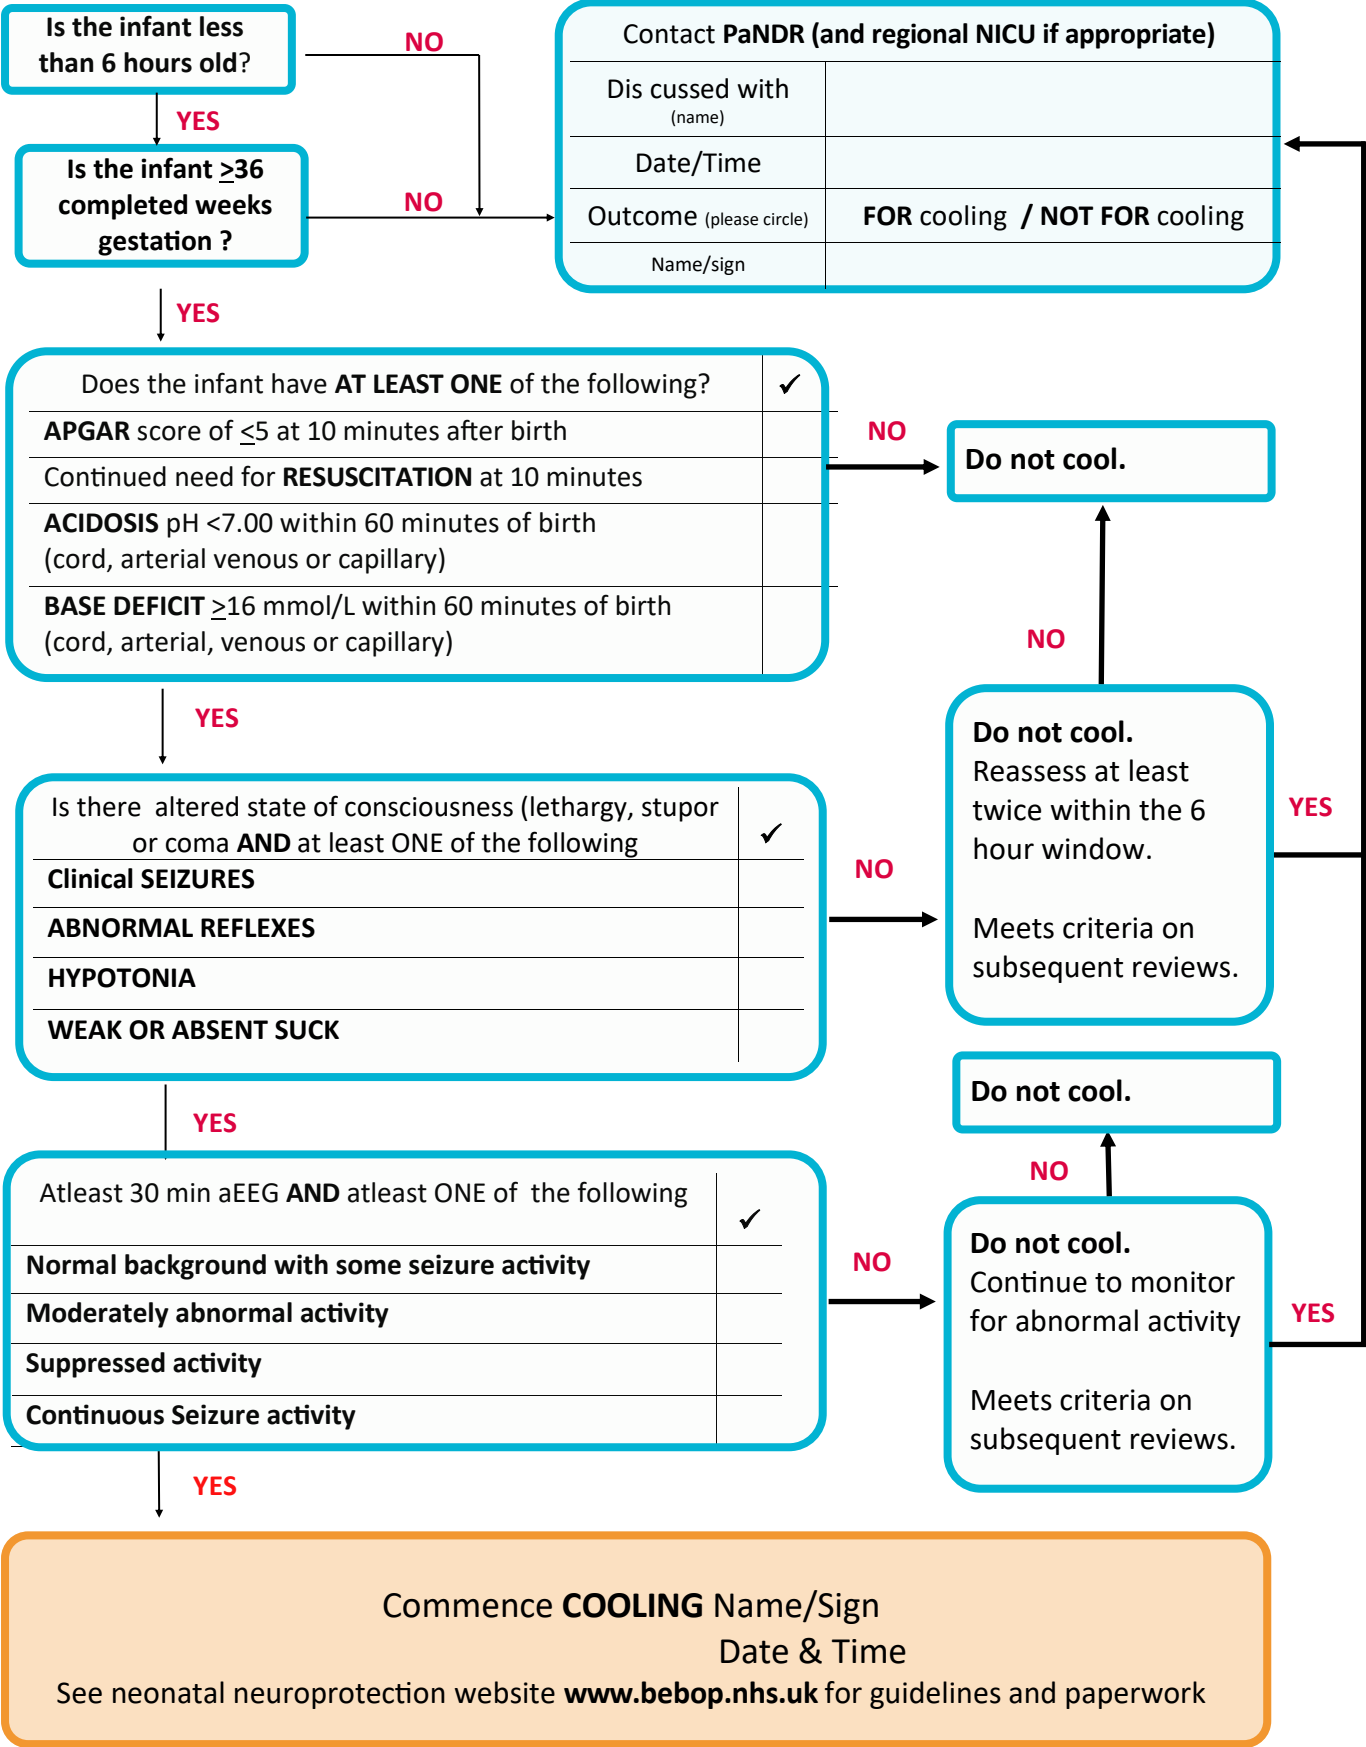 Is the infant less
than 6 hours old?
NO
YES
Contact PaNDR (and regional NICU if appropriate)
Dis cussed with
(name)
Date/Time
Outcome (please circle)
FOR cooling / NOT FOR cooling
Name/sign
Is the infant ≥36
completed weeks
gestation ?
NO
YES
Does the infant have AT LEAST ONE of the following?
✓
APGAR score of ≤5 at 10 minutes after birth
Continued need for RESUSCITATION at 10 minutes
ACIDOSIS pH <7.00 within 60 minutes of birth
(cord, arterial venous or capillary)
BASE DEFICIT ≥16 mmol/L within 60 minutes of birth
(cord, arterial, venous or capillary)
NO
Do not cool.
YES
Is there altered state of consciousness (lethargy, stupor
or coma AND at least ONE of the following
✓
Clinical SEIZURES
ABNORMAL REFLEXES
HYPOTONIA
WEAK OR ABSENT SUCK
NO
NO
Do not cool.
Reassess at least
twice within the 6
hour window.
Meets criteria on
subsequent reviews.
YES
YES
Atleast 30 min aEEG AND atleast ONE of the following
✓
Normal background with some seizure activity
Moderately abnormal activity
Suppressed activity
Continuous Seizure activity
NO
Do not cool.
NO
Do not cool.
Continue to monitor
for abnormal activity
Meets criteria on
subsequent reviews.
YES
YES
Commence COOLING Name/Sign
Date & Time
See neonatal neuroprotection website www.bebop.nhs.uk for guidelines and paperwork